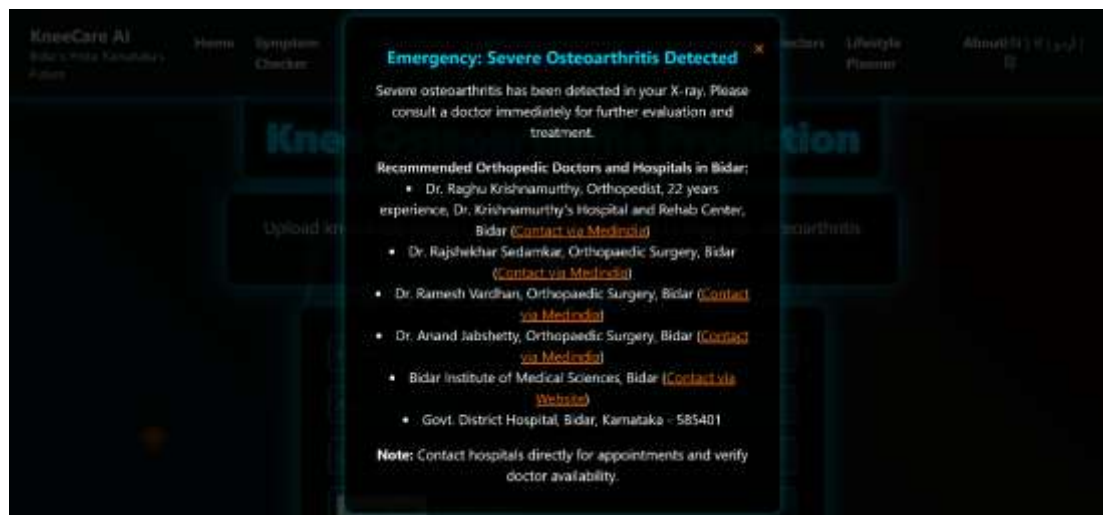 KneeCare AI
Home
Symptom
Checker
Lifestyle
Planner
About
Emergency: Severe Osteoarthritis Detected
×
Severe osteoarthritis has been detected in your X-ray. Please
consult a doctor immediately for further evaluation and
treatment.
Recommended Orthopedic Doctors and Hospitals in Bidar:
• Dr. Raghu Krishnamurthy, Orthopedist, 22 years
experience, Dr. Krishnamurthy's Hospital and Rehab Center,
Bidar (Contact via Medindia)
• Dr. Rajshekhar Sedamkar, Orthopaedic Surgery, Bidar
(Contact via Medindia)
• Dr. Ramesh Vardhan, Orthopaedic Surgery, Bidar (Contact
via Medindia)
• Dr. Anand Jabshetty, Orthopaedic Surgery, Bidar (Contact
via Medindia)
• Bidar Institute of Medical Sciences, Bidar (Contact via
Website)
• Govt. District Hospital, Bidar, Karnataka - 585401
Note: Contact hospitals directly for appointments and verify
doctor availability.
Upload